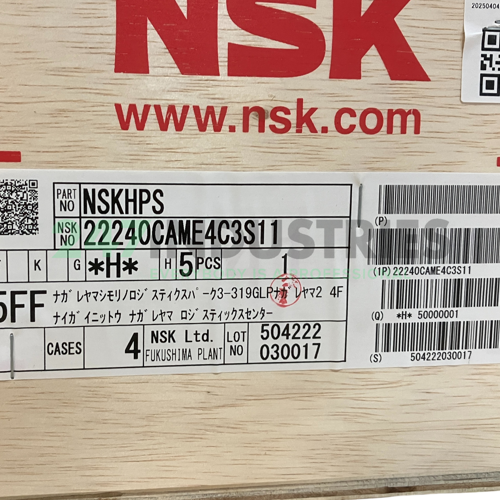 NSK
20250404
www.nsk.com
PART NO NSKHPS
NSK NO 22240CAME4C3S11
K G *H* H 5PCS 1
5FF ナガレヤマシモリノロジスティクスパーク3-319GLPナガレヤマ2 4F
ナイガイニットウ ナガレヤマ ロジスティックスセンター
CASES 4 NSK Ltd. FUKUSHIMA PLANT LOT NO 504222 030017
(P)
(1P) 22240CAME4C3S11
(Q) *H* 50000001
(S) 504222030017
INDUSTRIES